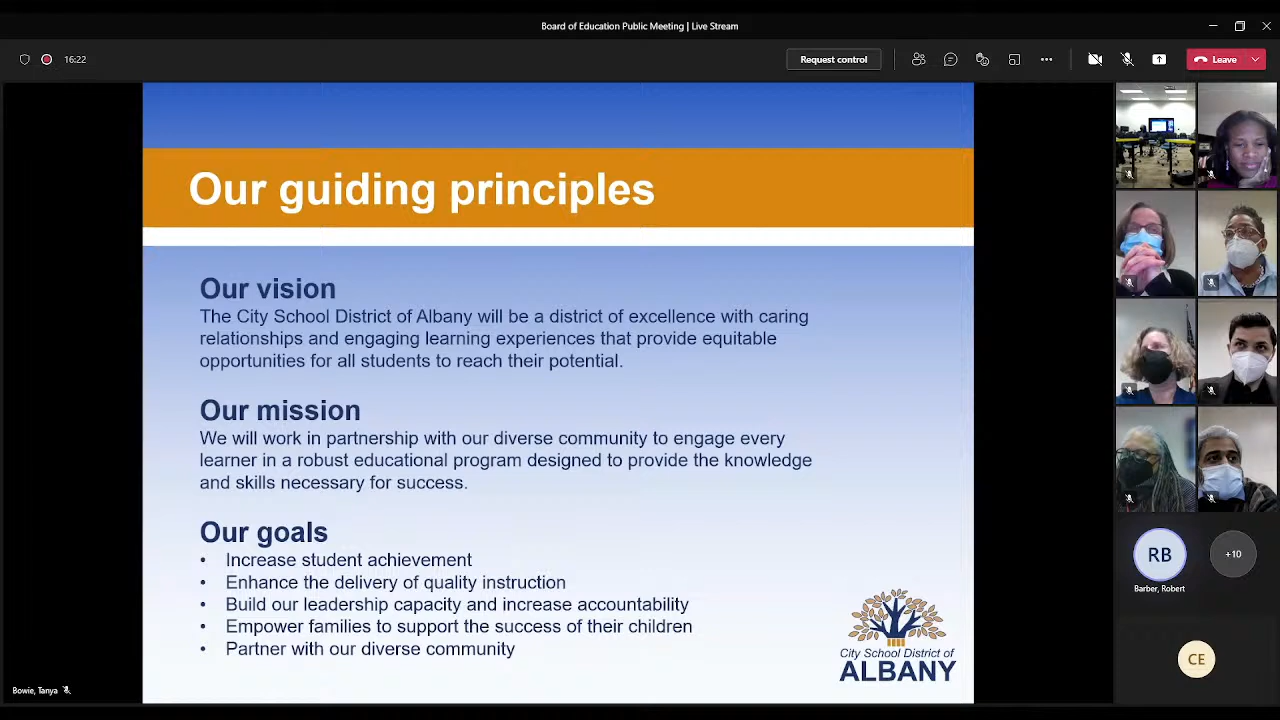 Board of Education Public Meeting | Live Stream
16:22
Request control
Leave
Our guiding principles
Our vision
The City School District of Albany will be a district of excellence with caring
relationships and engaging learning experiences that provide equitable
opportunities for all students to reach their potential.
Our mission
We will work in partnership with our diverse community to engage every
learner in a robust educational program designed to provide the knowledge
and skills necessary for success.
Our goals
• Increase student achievement
• Enhance the delivery of quality instruction
• Build our leadership capacity and increase accountability
• Empower families to support the success of their children
• Partner with our diverse community
City School District of
ALBANY
RB
+10
Barber, Robert
CE
Bowie, Tanya